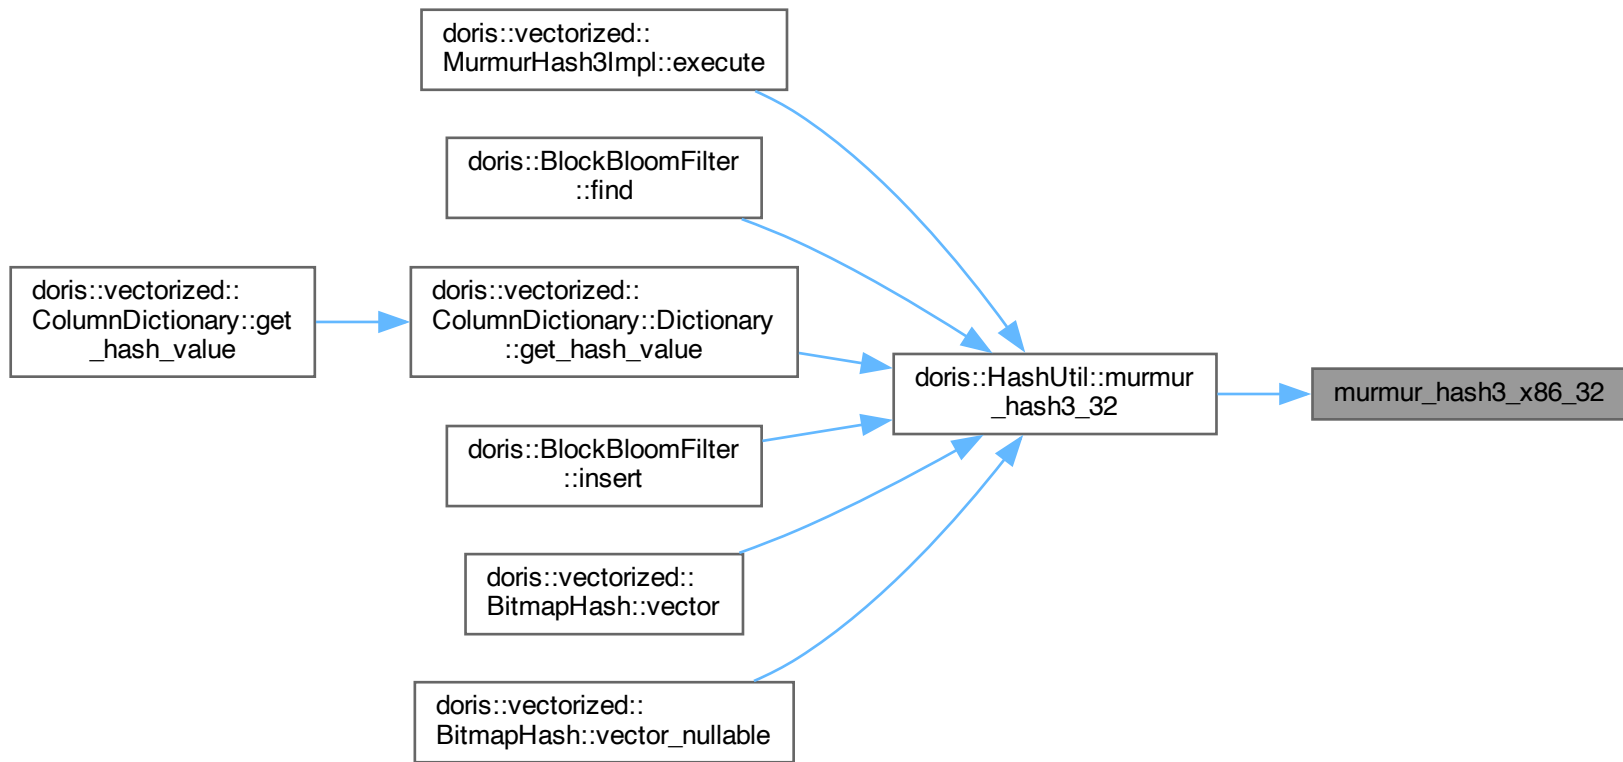 doris::vectorized::
MurmurHash3Impl::execute
doris::BlockBloomFilter
::find
doris::vectorized::
ColumnDictionary::get
_hash_value
doris::vectorized::
ColumnDictionary::Dictionary
::get_hash_value
doris::HashUtil::murmur
_hash3_32
murmur_hash3_x86_32
doris::BlockBloomFilter
::insert
doris::vectorized::
BitmapHash::vector
doris::vectorized::
BitmapHash::vector_nullable